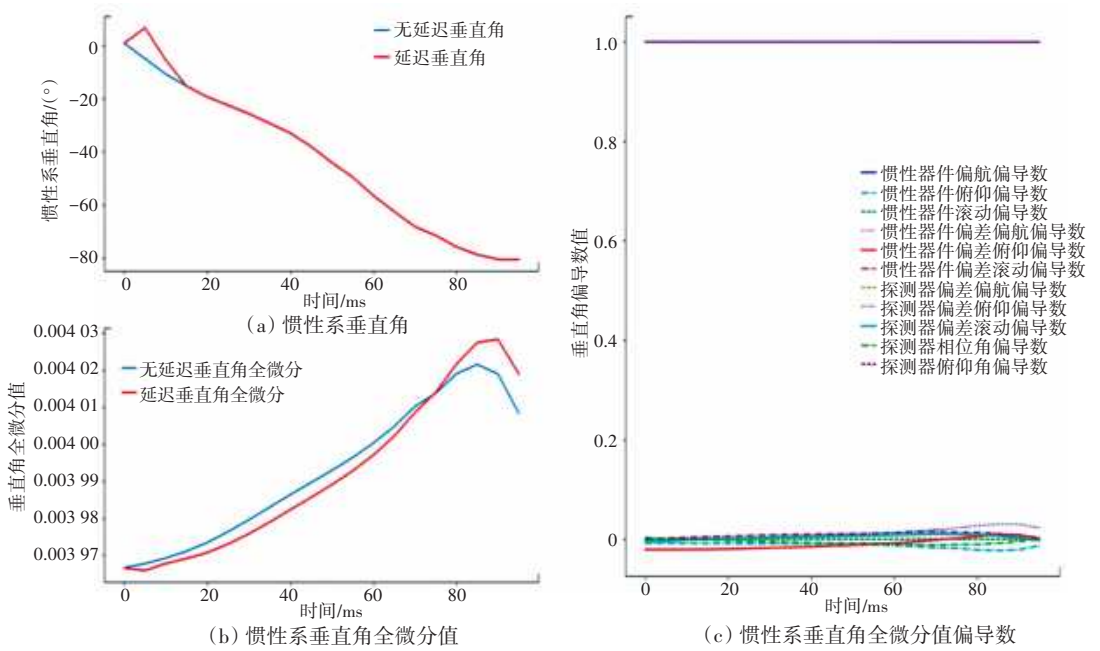 0
−20
−40
−60
−80
惯性系垂直角/(°)
无延迟垂直角
延迟垂直角
0 20 40 60 80
时间/ms
(a) 惯性系垂直角
0.004 03
0.004 02
0.004 01
0.004 00
0.003 99
0.003 98
0.003 97
垂直角全微分值
无延迟垂直角全微分
延迟垂直角全微分
0 20 40 60 80
时间/ms
(b) 惯性系垂直角全微分值
1.0
0.8
0.6
0.4
0.2
0
垂直角偏导数值
惯性器件偏航偏导数
惯性器件俯仰偏导数
惯性器件滚动偏导数
惯性器件偏差偏航偏导数
惯性器件偏差俯仰偏导数
惯性器件偏差滚动偏导数
探测器偏差偏航偏导数
探测器偏差俯仰偏导数
探测器偏差滚动偏导数
探测器相位角偏导数
探测器俯仰角偏导数
0 20 40 60 80
时间/ms
(c) 惯性系垂直角全微分值偏导数